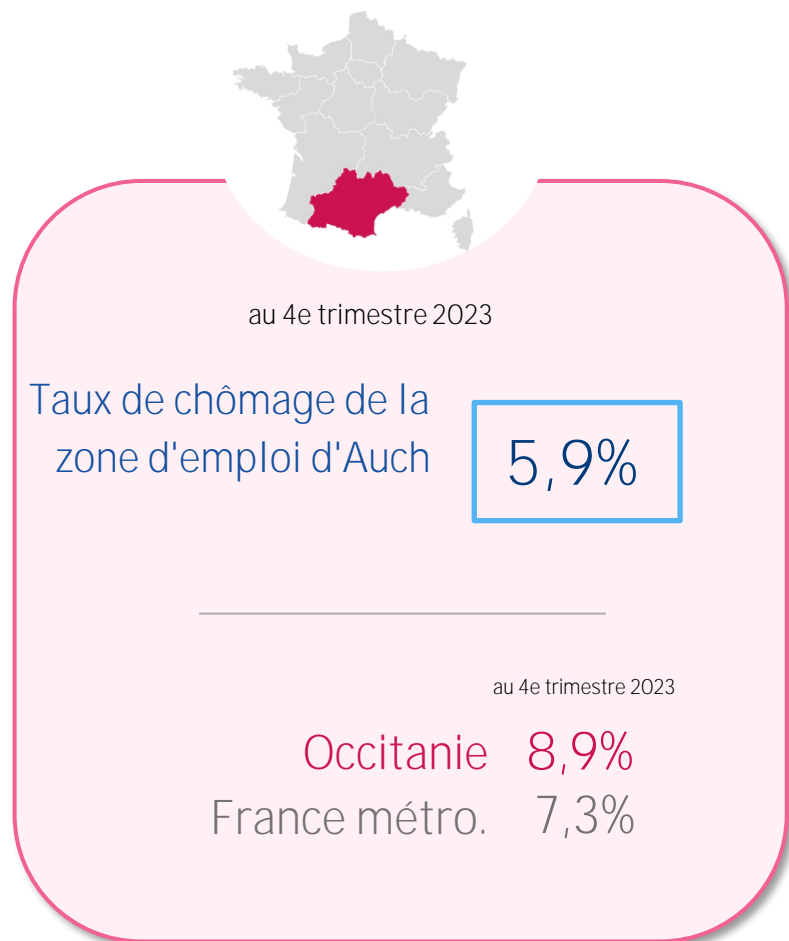 au 4e trimestre 2023
Taux de chômage de la
zone d'emploi d'Auch
5,9%
au 4e trimestre 2023
Occitanie 8,9%
France métro. 7,3%